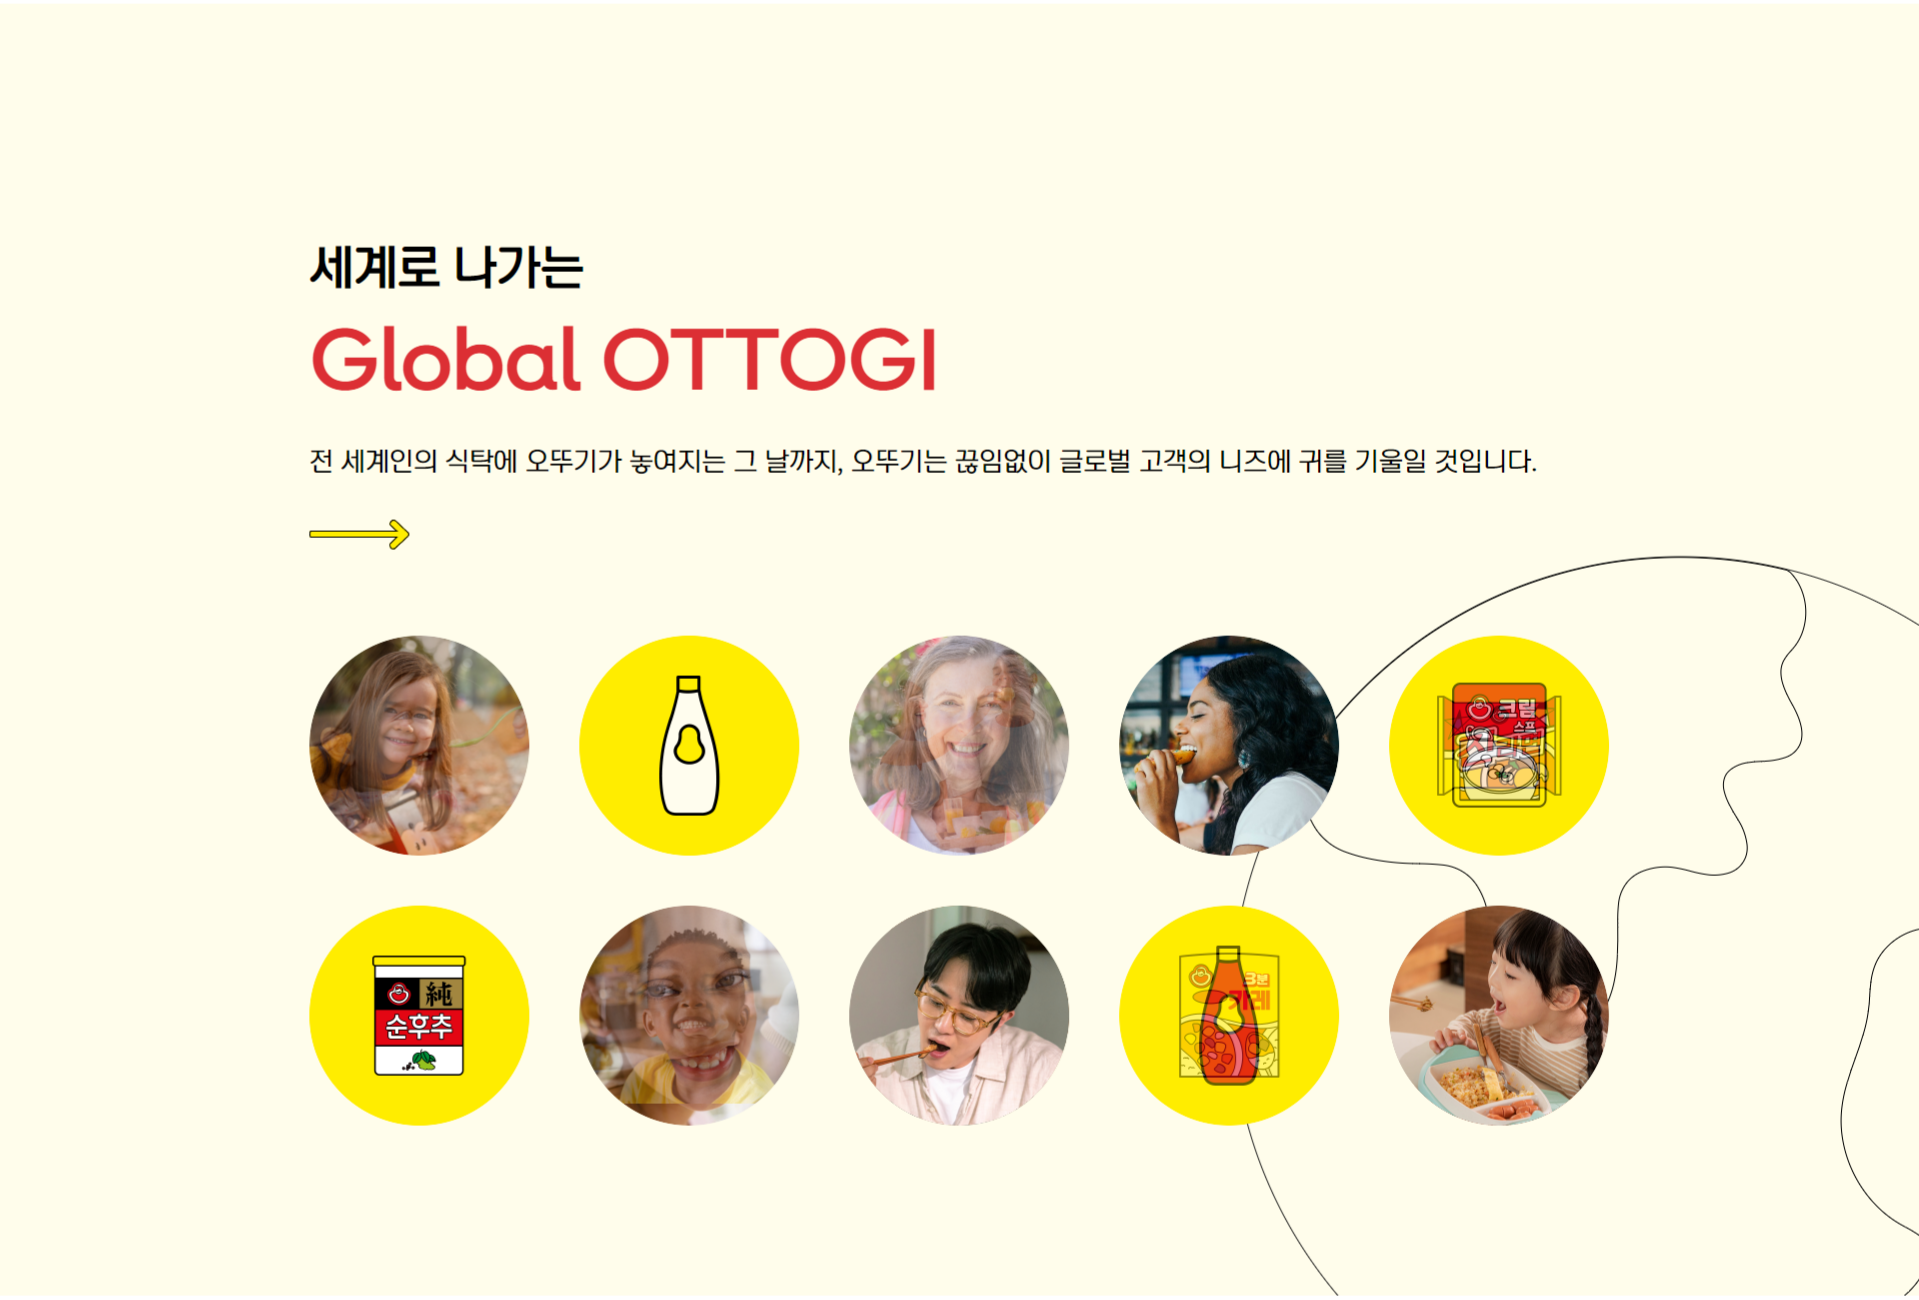 세계로 나가는
Global OTTOGI
전 세계인의 식탁에 오뚜기가 놓여지는 그 날까지, 오뚜기는 끊임없이 글로벌 고객의 니즈에 귀를 기울일 것입니다.
크림
스프
純
순후추
3분
카레